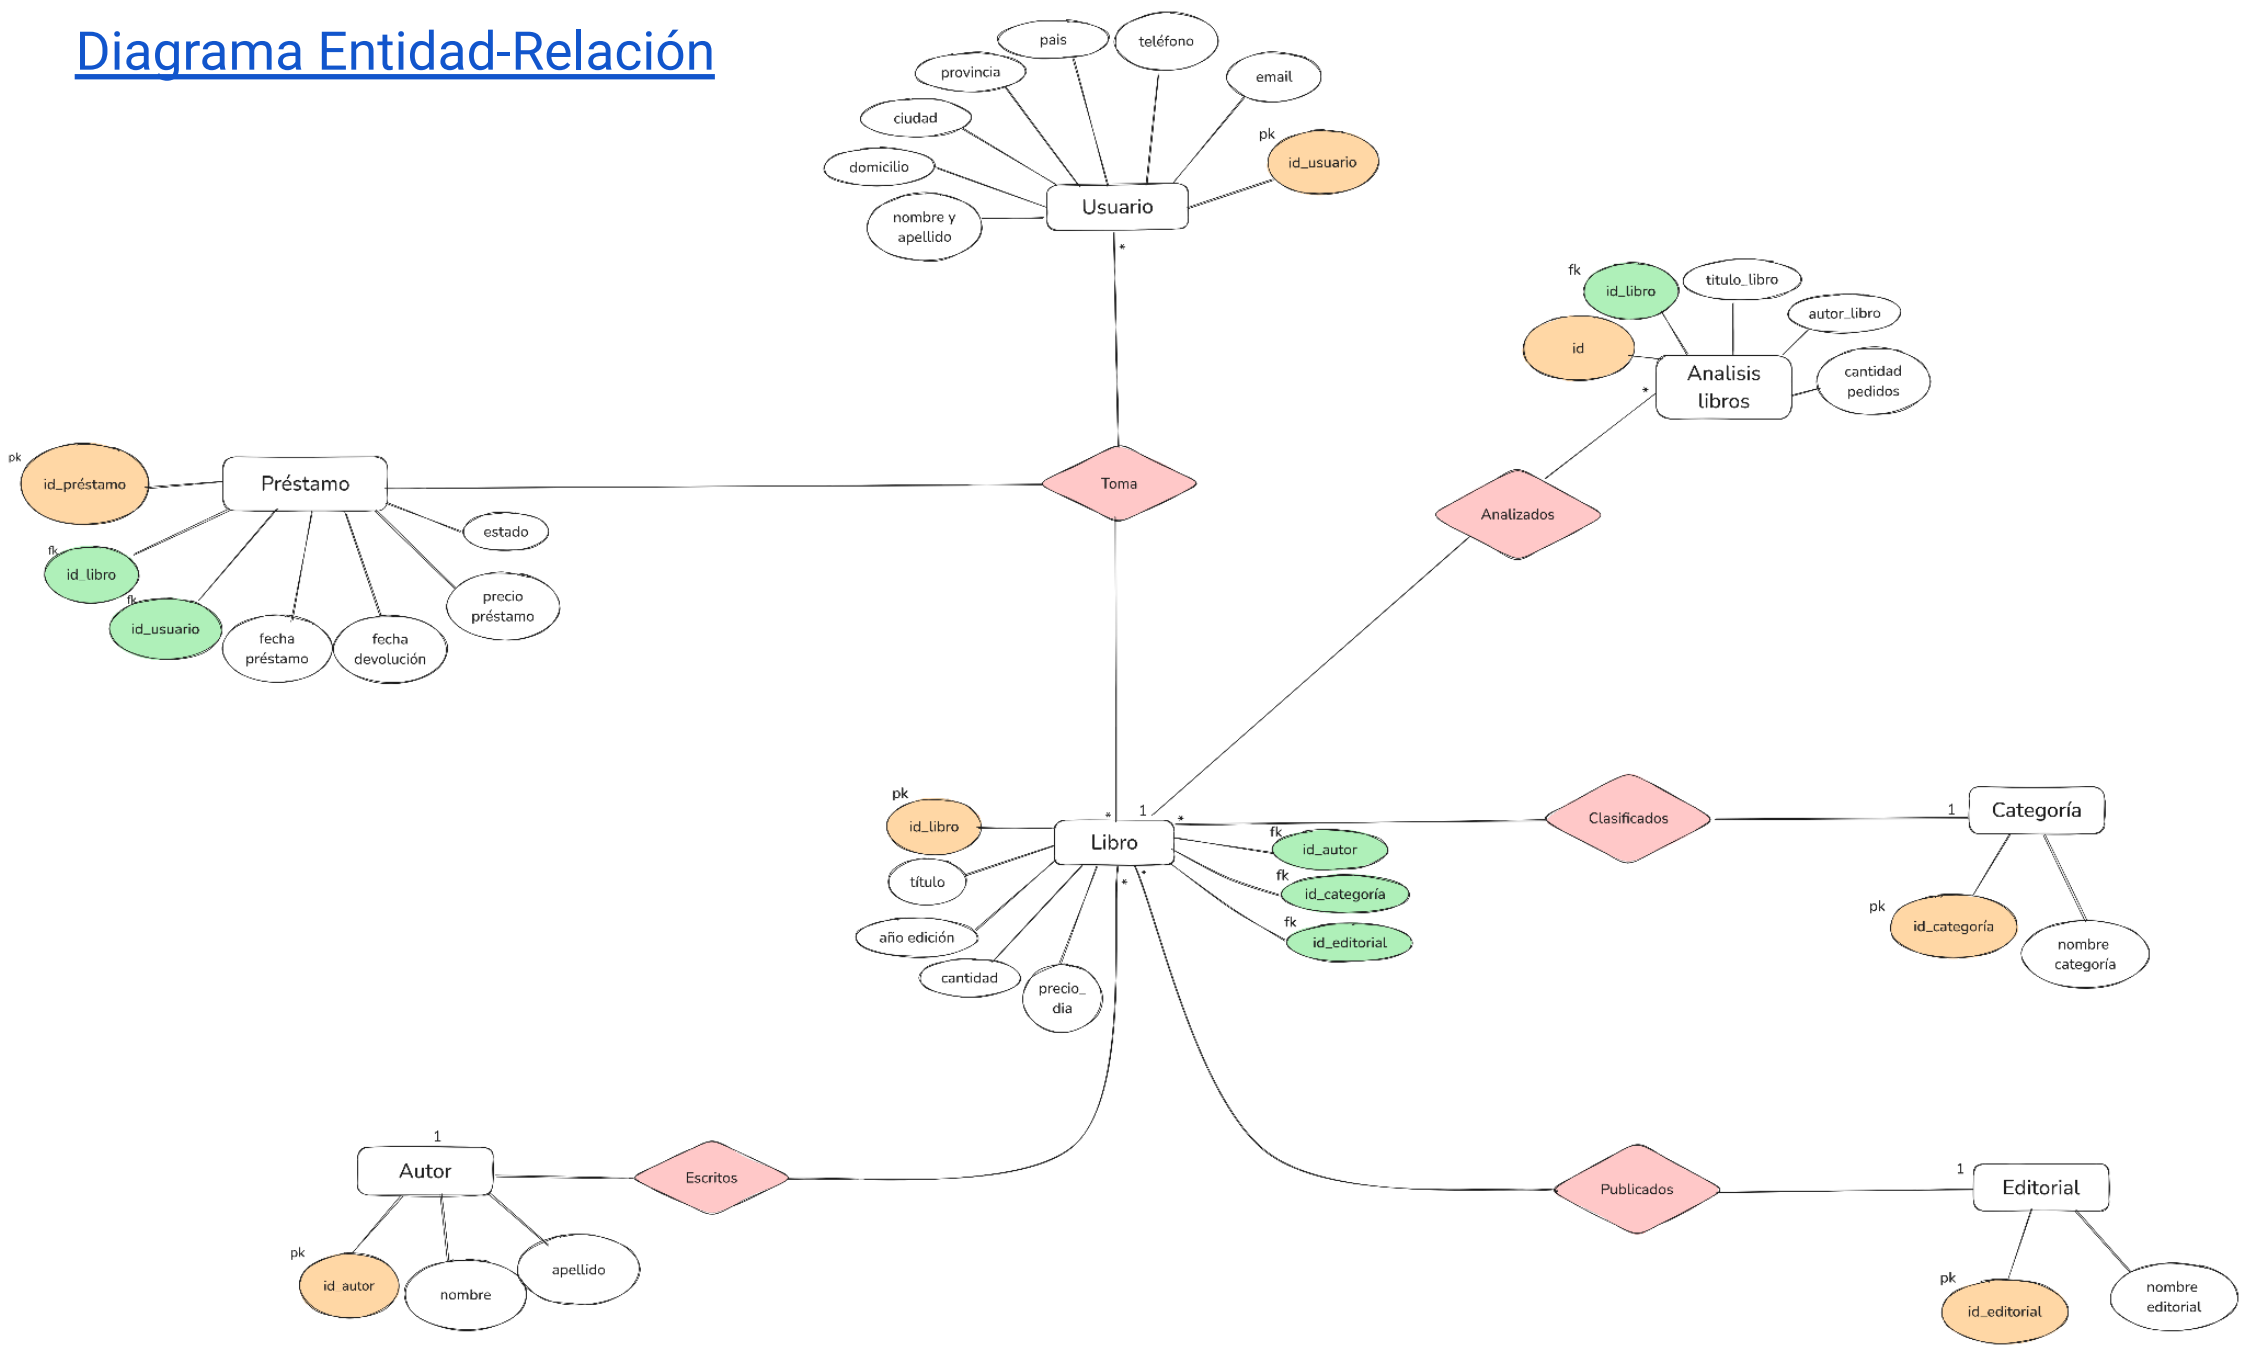 Diagrama Entidad-Relación
pais
teléfono
provincia
email
ciudad
pk
id_usuario
domicilio
nombre y
apellido
Usuario
*
fk
id_libro
titulo_libro
autor_libro
id
Analisis
libros
cantidad
pedidos
*
pk
id_préstamo
Préstamo
Toma
Analizados
estado
fk
id_libro
fk
id_usuario
fecha
préstamo
fecha
devolución
precio
préstamo
pk
id_libro
*
1
*
Libro
Clasificados
1
Categoría
fk
id_autor
fk
id_categoría
fk
id_editorial
título
año edición
cantidad
precio_
dia
*
*
pk
id_categoría
nombre
categoría
1
Autor
Escritos
Publicados
1
Editorial
pk
id_autor
nombre
apellido
pk
id_editorial
nombre
editorial